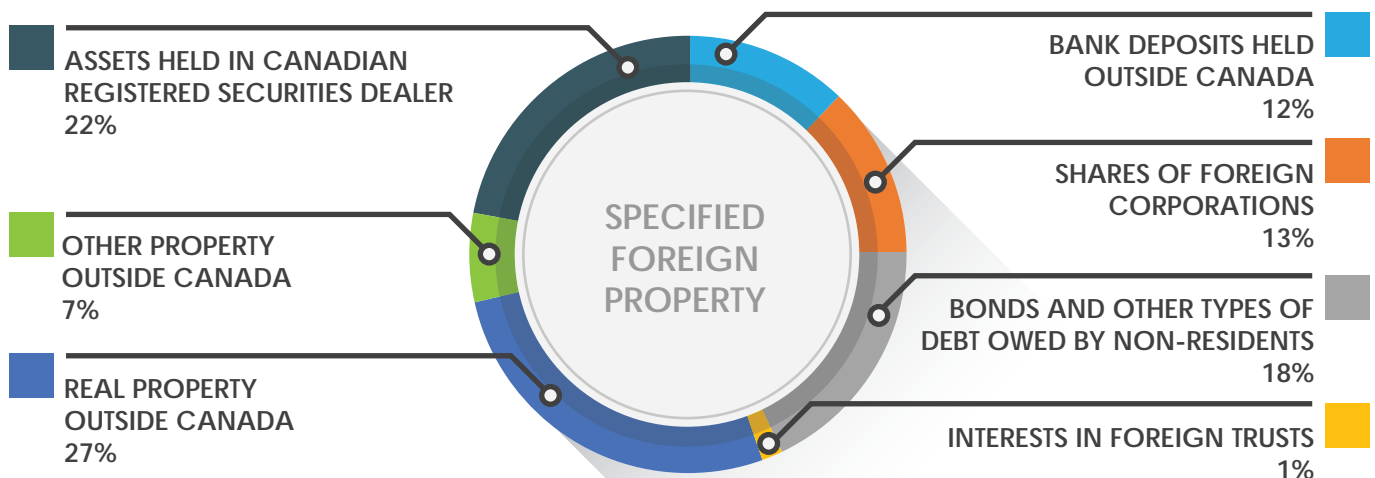 ASSETS HELD IN CANADIAN
REGISTERED SECURITIES DEALER
22%
OTHER PROPERTY
OUTSIDE CANADA
7%
REAL PROPERTY
OUTSIDE CANADA
27%
SPECIFIED
FOREIGN
PROPERTY
BANK DEPOSITS HELD
OUTSIDE CANADA
12%
SHARES OF FOREIGN
CORPORATIONS
13%
BONDS AND OTHER TYPES OF
DEBT OWED BY NON-RESIDENTS
18%
INTERESTS IN FOREIGN TRUSTS
1%